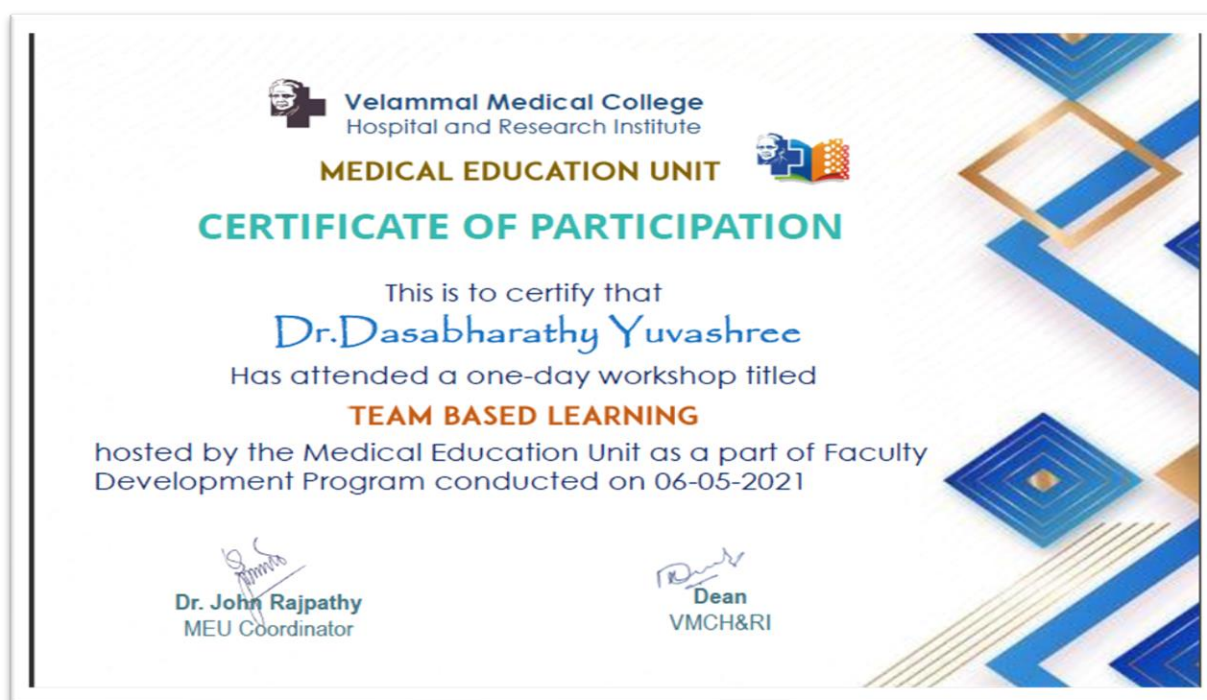 Velammal Medical College
Hospital and Research Institute
MEDICAL EDUCATION UNIT
CERTIFICATE OF PARTICIPATION
This is to certify that
Dr.Dasabharathy Yuvashree
Has attended a one-day workshop titled
TEAM BASED LEARNING
hosted by the Medical Education Unit as a part of Faculty
Development Program conducted on 06-05-2021
Dr. John Rajpathy
MEU Coordinator
Dean
VMCH&RI